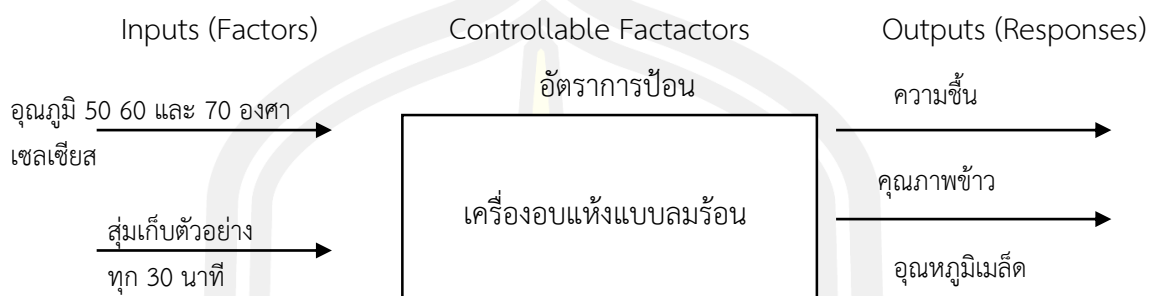 Inputs (Factors)
Controllable Factactors
Outputs (Responses)
อัตราการป้อน
อุณภูมิ 50 60 และ 70 องศา
เซลเซียส
สุ่มเก็บตัวอย่าง
ทุก 30 นาที
เครื่องอบแห้งแบบลมร้อน
ความชื้น
คุณภาพข้าว
อุณหภูมิเมล็ด